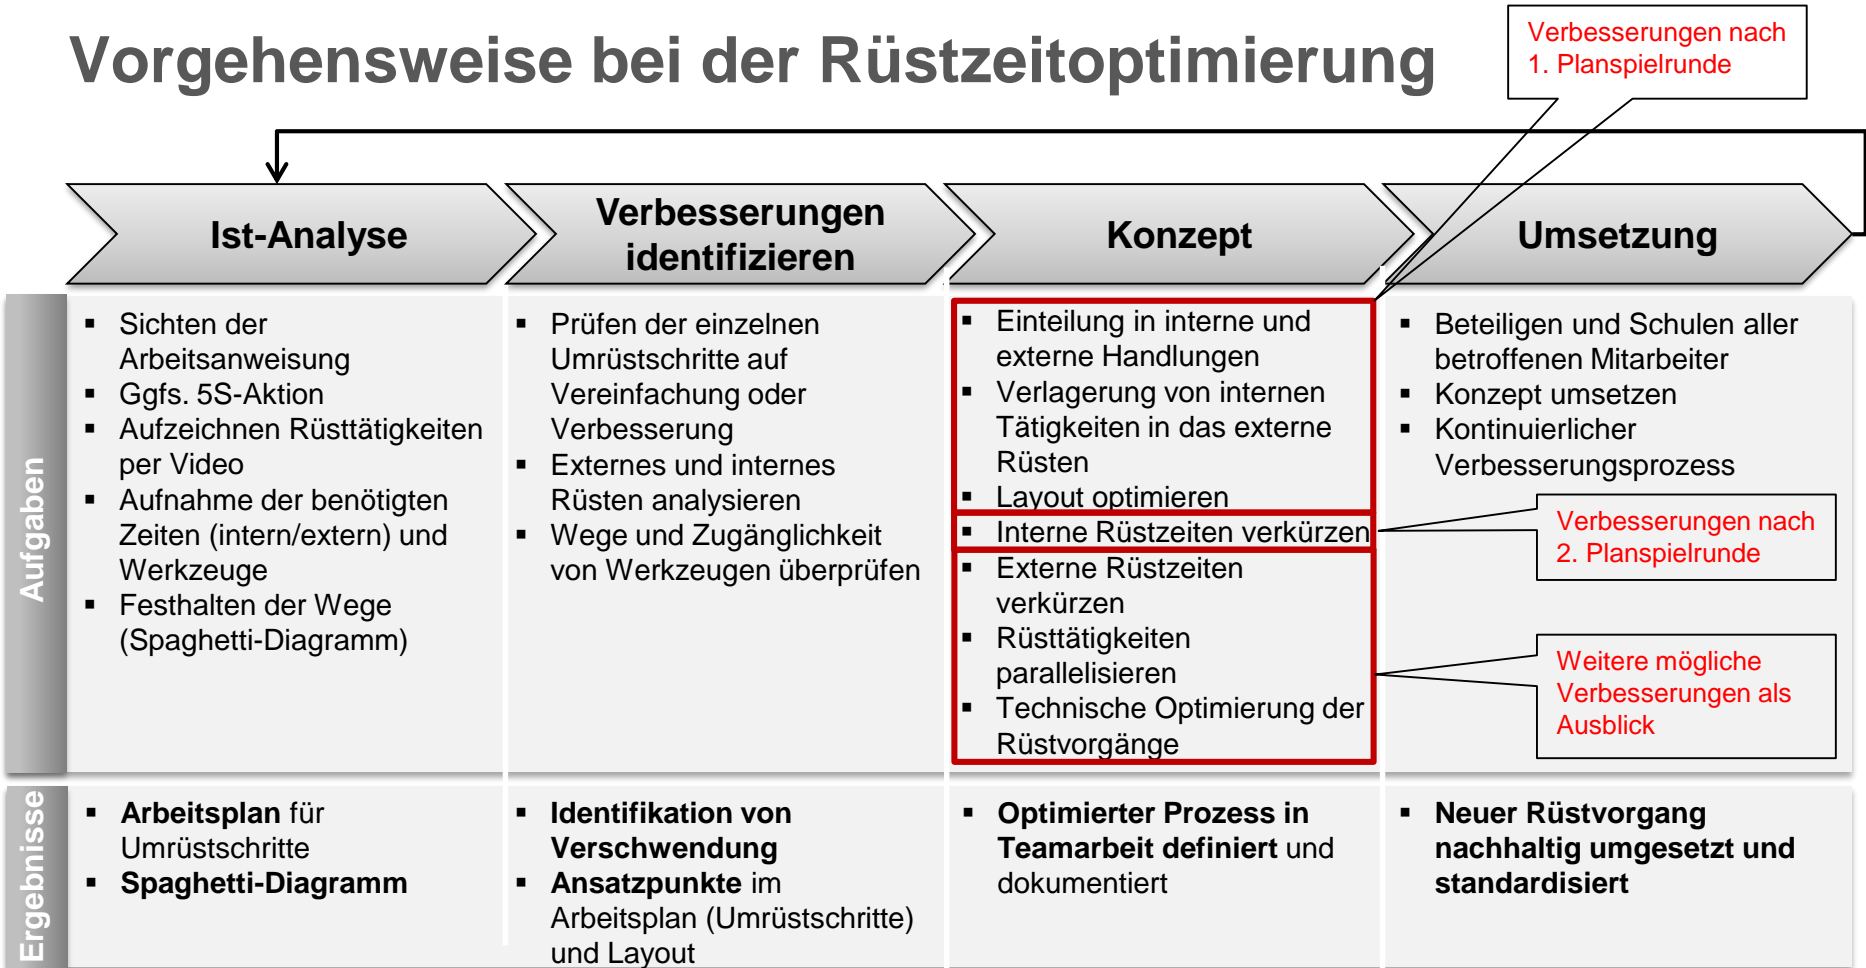 Vorgehensweise bei der Rüstzeitoptimierung
Verbesserungen nach
1. Planspielrunde
Ist-Analyse
Verbesserungen
identifizieren
Konzept
Umsetzung
Aufgaben
▪ Sichten der
Arbeitsanweisung
▪ Ggfs. 5S-Aktion
▪ Aufzeichnen Rüsttätigkeiten
per Video
▪ Aufnahme der benötigten
Zeiten (intern/extern) und
Werkzeuge
▪ Festhalten der Wege
(Spaghetti-Diagramm)
▪ Prüfen der einzelnen
Umrüstschritte auf
Vereinfachung oder
Verbesserung
▪ Externes und internes
Rüsten analysieren
▪ Wege und Zugänglichkeit
von Werkzeugen überprüfen
▪ Einteilung in interne und
externe Handlungen
▪ Verlagerung von internen
Tätigkeiten in das externe
Rüsten
▪ Layout optimieren
▪ Interne Rüstzeiten verkürzen
▪ Externe Rüstzeiten
verkürzen
▪ Rüsttätigkeiten
parallelisieren
▪ Technische Optimierung der
Rüstvorgänge
▪ Beteiligen und Schulen aller
betroffenen Mitarbeiter
▪ Konzept umsetzen
▪ Kontinuierlicher
Verbesserungsprozess
Verbesserungen nach
2. Planspielrunde
Weitere mögliche
Verbesserungen als
Ausblick
Ergebnisse
▪ Arbeitsplan für
Umrüstschritte
▪ Spaghetti-Diagramm
▪ Identifikation von
Verschwendung
▪ Ansatzpunkte im
Arbeitsplan (Umrüstschritte)
und Layout
▪ Optimierter Prozess in
Teamarbeit definiert und
dokumentiert
▪ Neuer Rüstvorgang
nachhaltig umgesetzt und
standardisiert